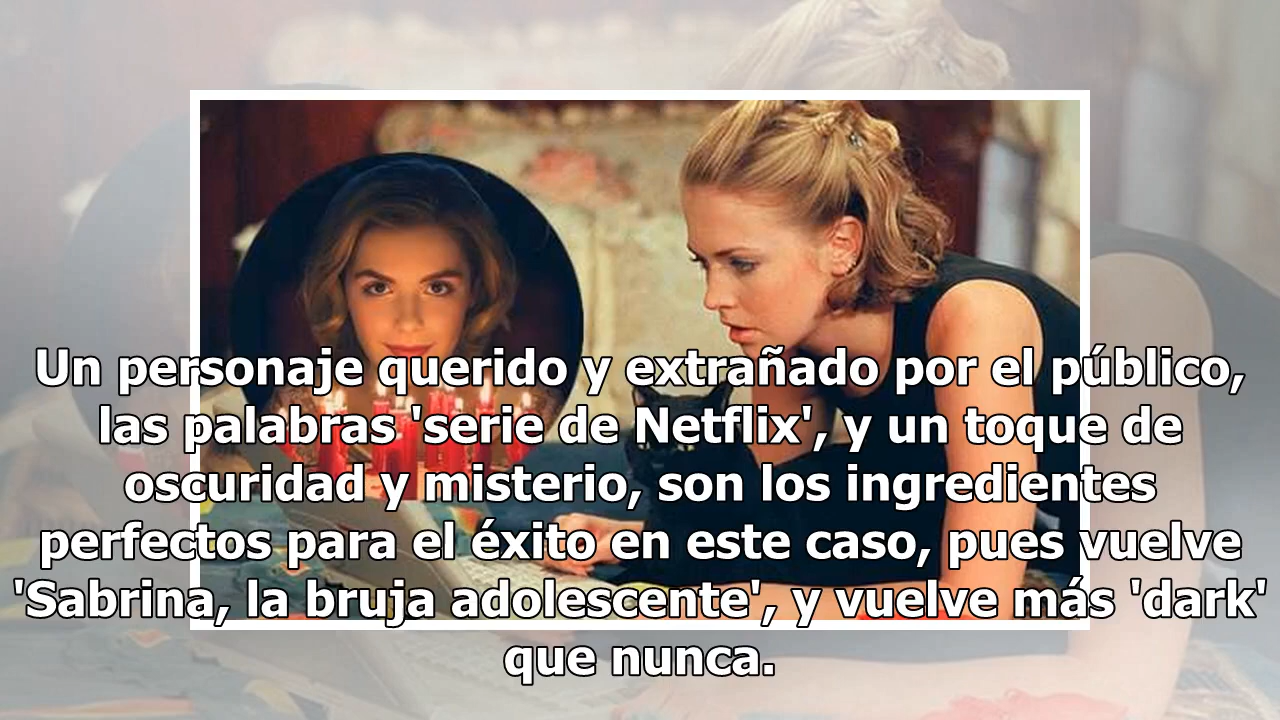 Un personaje querido y extrañado por el público,
las palabras 'serie de Netflix', y un toque de
oscuridad y misterio, son los ingredientes
perfectos para el éxito en este caso, pues vuelve
'Sabrina, la bruja adolescente', y vuelve más 'dark'
que nunca.